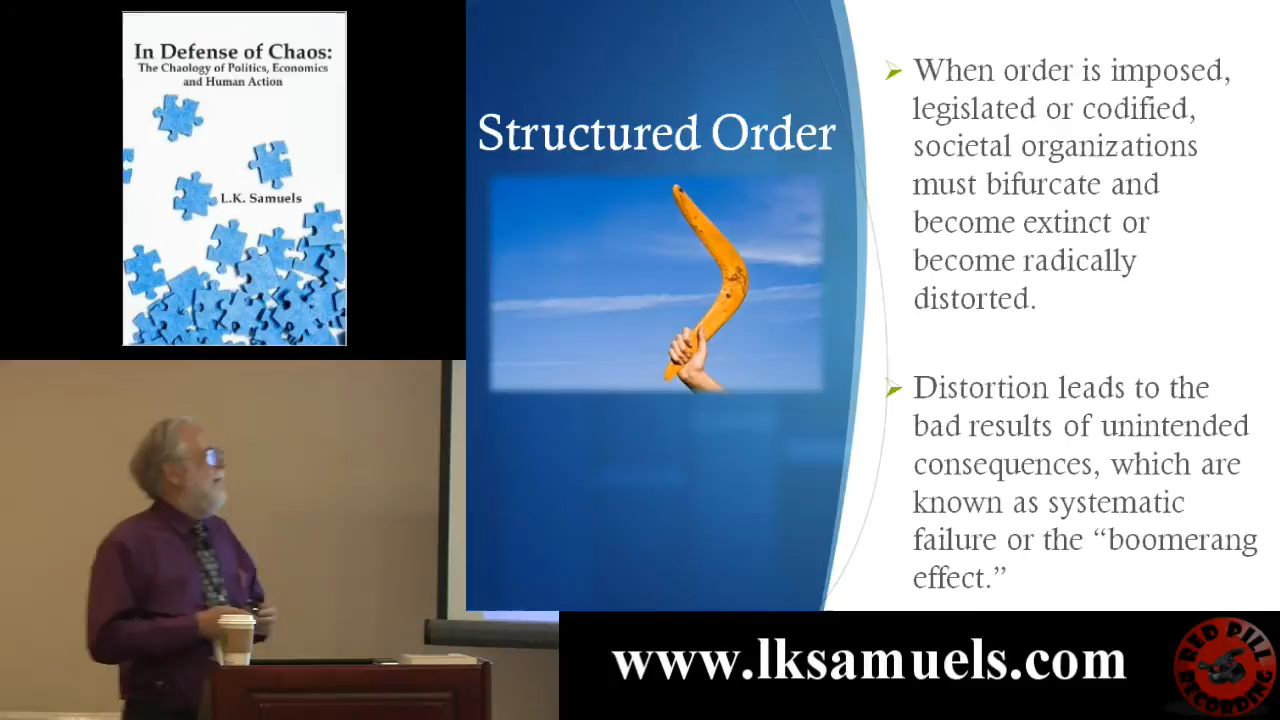 In Defense of Chaos:
The Chaology of Politics, Economics
and Human Action
L.K. Samuels
Structured Order
When order is imposed,
legislated or codified,
societal organizations
must bifurcate and
become extinct or
become radically
distorted.
Distortion leads to the
bad results of unintended
consequences, which are
known as systematic
failure or the “boomerang
effect.”
www.lksamuels.com
RED PILL
RECORDING